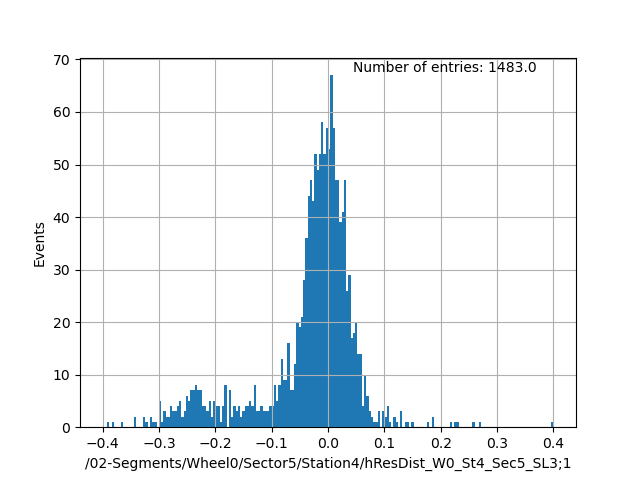 Number of entries: 1483.0
70
60
50
40
30
20
10
0
Events
−0.4 −0.3 −0.2 −0.1 0.0 0.1 0.2 0.3 0.4
/02-Segments/Wheel0/Sector5/Station4/hResDist_W0_St4_Sec5_SL3;1